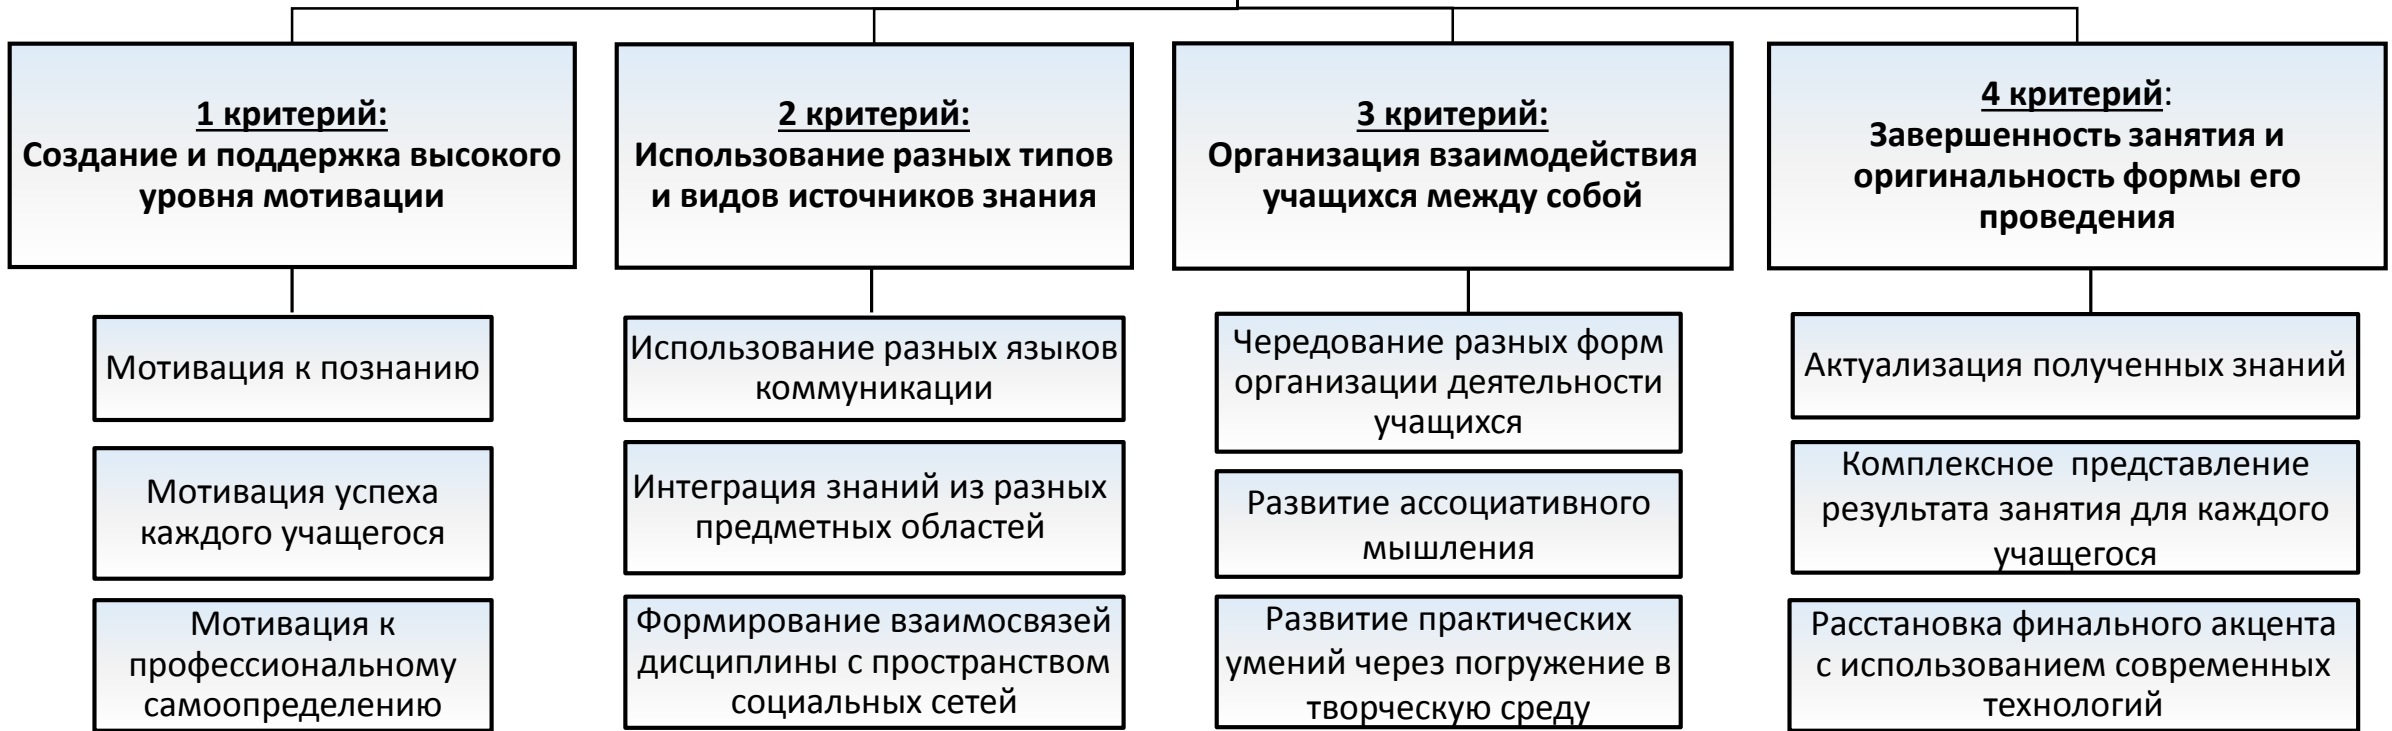 1 критерий:
Создание и поддержка высокого
уровня мотивации
Мотивация к познанию
Мотивация успеха
каждого учащегося
Мотивация к
профессиональному
самоопределению
2 критерий:
Использование разных типов
и видов источников знания
Использование разных языков
коммуникации
Интеграция знаний из разных
предметных областей
Формирование взаимосвязей
дисциплины с пространством
социальных сетей
3 критерий:
Организация взаимодействия
учащихся между собой
Чередование разных форм
организации деятельности
учащихся
Развитие ассоциативного
мышления
Развитие практических
умений через погружение в
творческую среду
4 критерий:
Завершенность занятия и
оригинальность формы его
проведения
Актуализация полученных знаний
Комплексное представление
результата занятия для каждого
учащегося
Расстановка финального акцента
с использованием современных
технологий